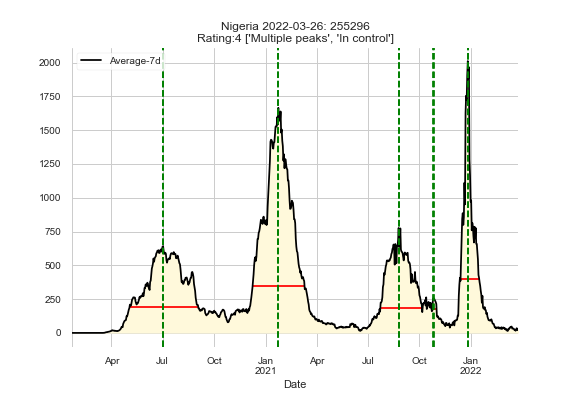 Nigeria 2022-03-26: 255296
Rating:4 ['Multiple peaks', 'In control']
Average-7d
2000
1750
1500
1250
1000
750
500
250
0
Apr Jul Oct Jan Apr Jul Oct Jan
2021 2022
Date